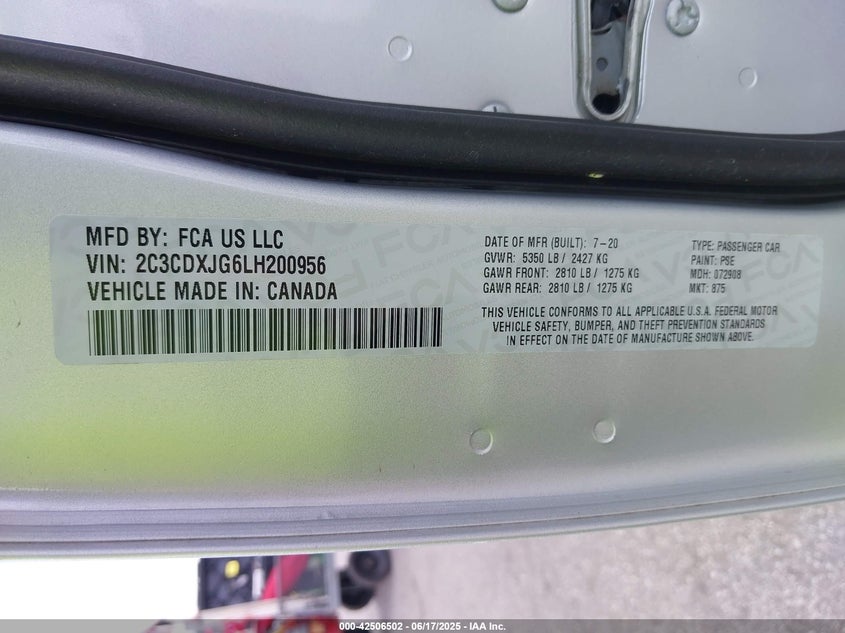 MFD BY: FCA US LLC
VIN: 2C3CDXJG6LH200956
VEHICLE MADE IN: CANADA
DATE OF MFR (BUILT): 7-20
GVWR: 5350 LB / 2427 KG
GAWR FRONT: 2810 LB / 1275 KG
GAWR REAR: 2810 LB / 1275 KG
TYPE: PASSENGER CAR
PAINT: PSE
MDH: 072908
MKT: 875
THIS VEHICLE CONFORMS TO ALL APPLICABLE U.S.A. FEDERAL MOTOR
VEHICLE SAFETY, BUMPER, AND THEFT PREVENTION STANDARDS
IN EFFECT ON THE DATE OF MANUFACTURE SHOWN ABOVE.
000-42506502 - 06/17/2025 - IAA Inc.